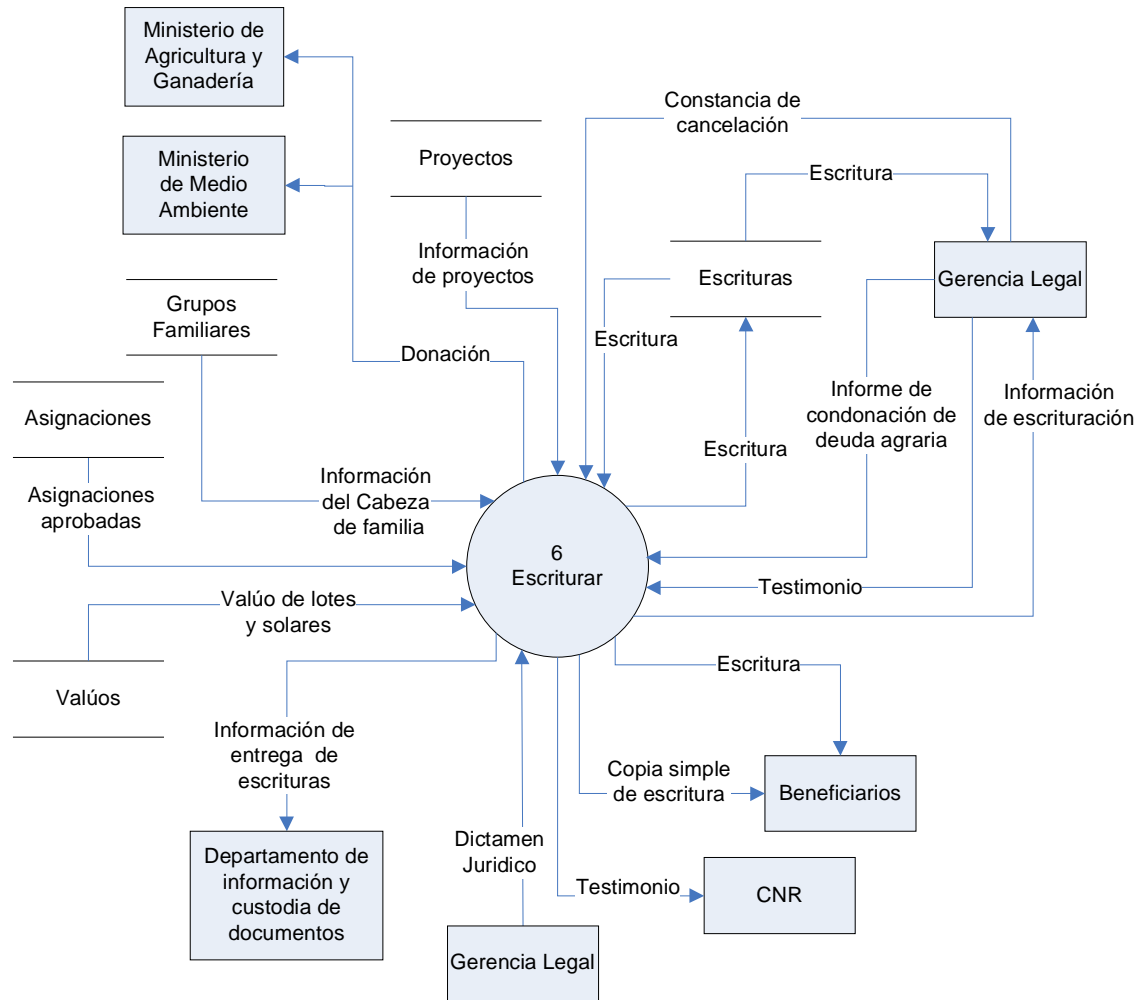 Ministerio de
Agricultura y
Ganadería
Ministerio
de Medio
Ambiente
Proyectos
Constancia de
cancelación
Escritura
Información
de proyectos
Escrituras
Gerencia Legal
Grupos
Familiares
Escritura
Donación
Asignaciones
Informe de
condonación de
deuda agraria
Información
de escrituración
Escritura
Asignaciones
aprobadas
Información
del Cabeza
de familia
6
Escriturar
Testimonio
Valúo de lotes
y solares
Escritura
Valúos
Información de
entrega de
escrituras
Copia simple
de escritura
Beneficiarios
Dictamen
Juridico
Departamento de
información y
custodia de
documentos
Testimonio
CNR
Gerencia Legal